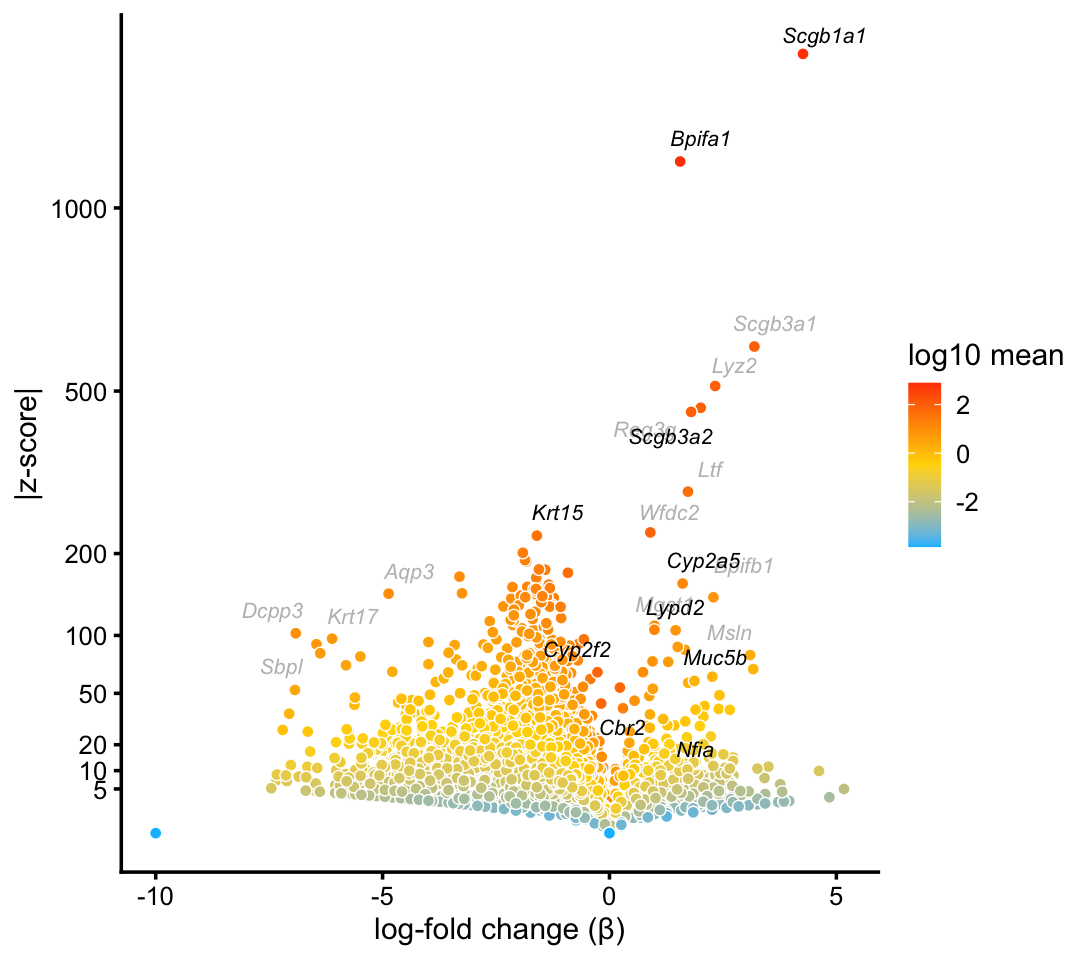 Scgb1a1
Bpifa1
1000
Scgb3a1
log10 mean
Lyz2
500
2
Scgb3a2
0
Ltf
|z-score|
-2
Krt15
Wfdc2
200
Cyp2a5
Bpifb1
Aqp3
Dcpp3
Krt17
Lypd2
100
Msln
Cyp2f2
Muc5b
Sbpl
50
Cbr2
20
Nfia
10
5
-10
-5
0
5
log-fold change (β)